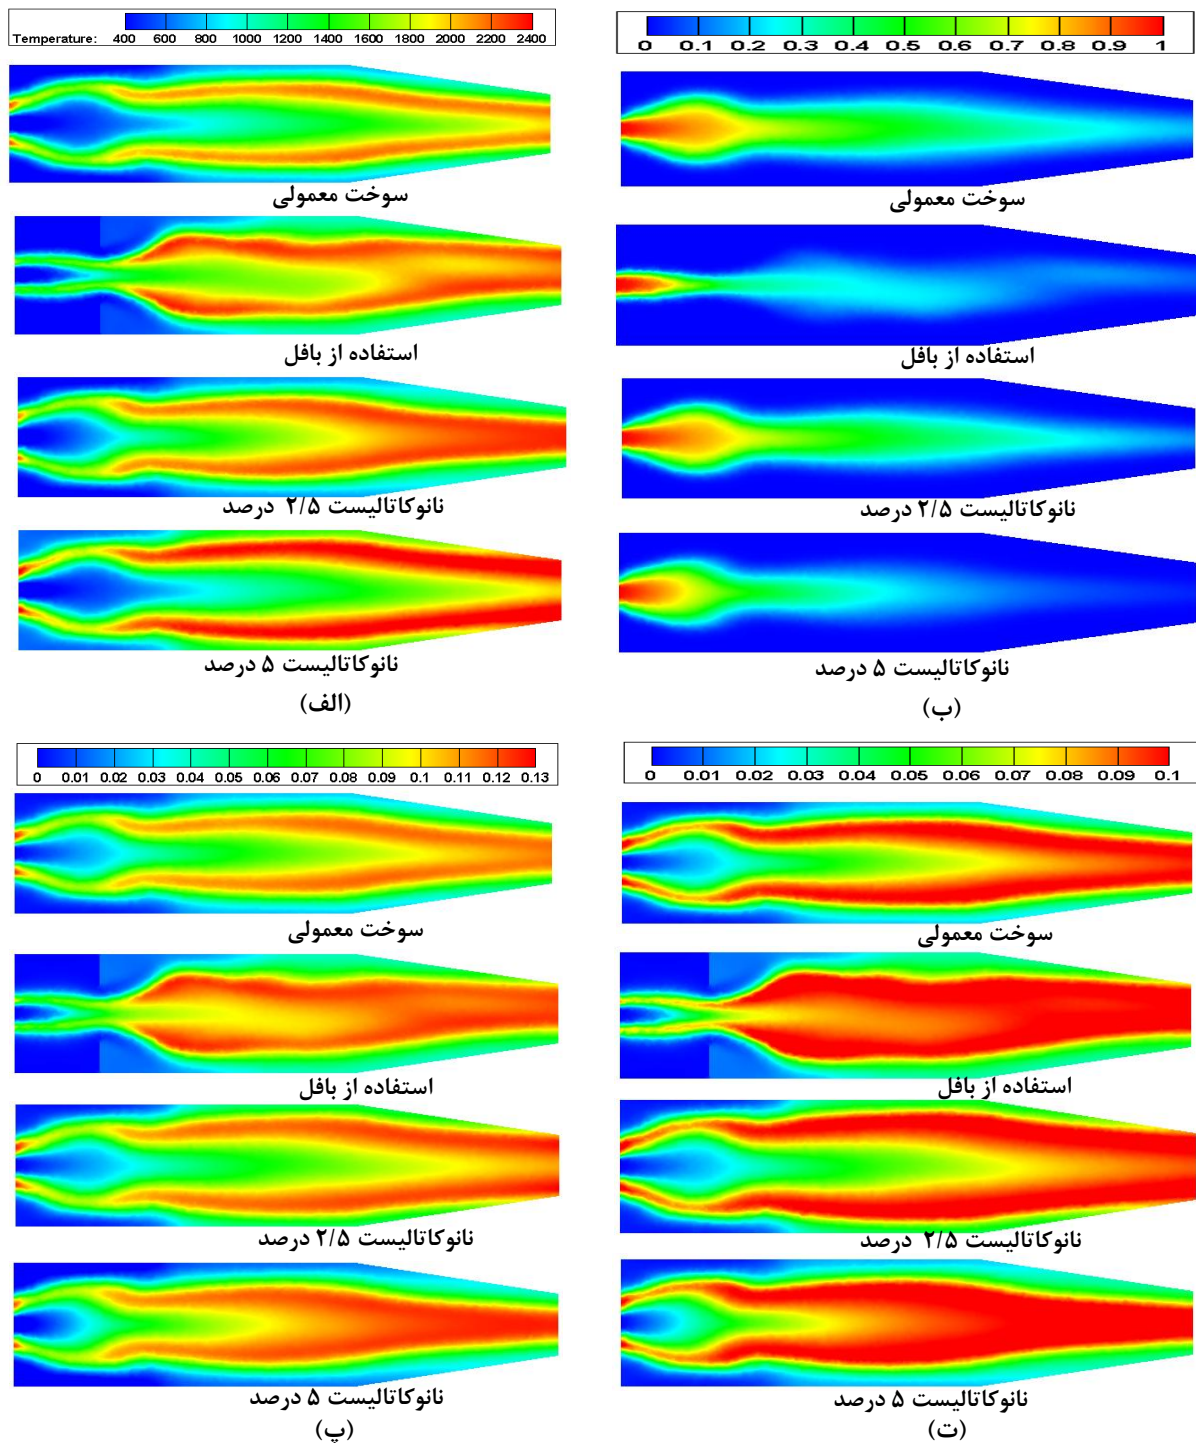 Temperature: 400 600 800 1000 1200 1400 1600 1800 2000 2200 2400
سوخت معمولی
استفاده از بافل
نانوکاتالیست ۲/۵ درصد
نانوکاتالیست ۵ درصد
(الف)
0 0.1 0.2 0.3 0.4 0.5 0.6 0.7 0.8 0.9 1
سوخت معمولی
استفاده از بافل
نانوکاتالیست ۲/۵ درصد
نانوکاتالیست ۵ درصد
(ب)
0 0.01 0.02 0.03 0.04 0.05 0.06 0.07 0.08 0.09 0.1 0.11 0.12 0.13
سوخت معمولی
استفاده از بافل
نانوکاتالیست ۲/۵ درصد
نانوکاتالیست ۵ درصد
(پ)
0 0.01 0.02 0.03 0.04 0.05 0.06 0.07 0.08 0.09 0.1
سوخت معمولی
استفاده از بافل
نانوکاتالیست ۲/۵ درصد
نانوکاتالیست ۵ درصد
(ت)